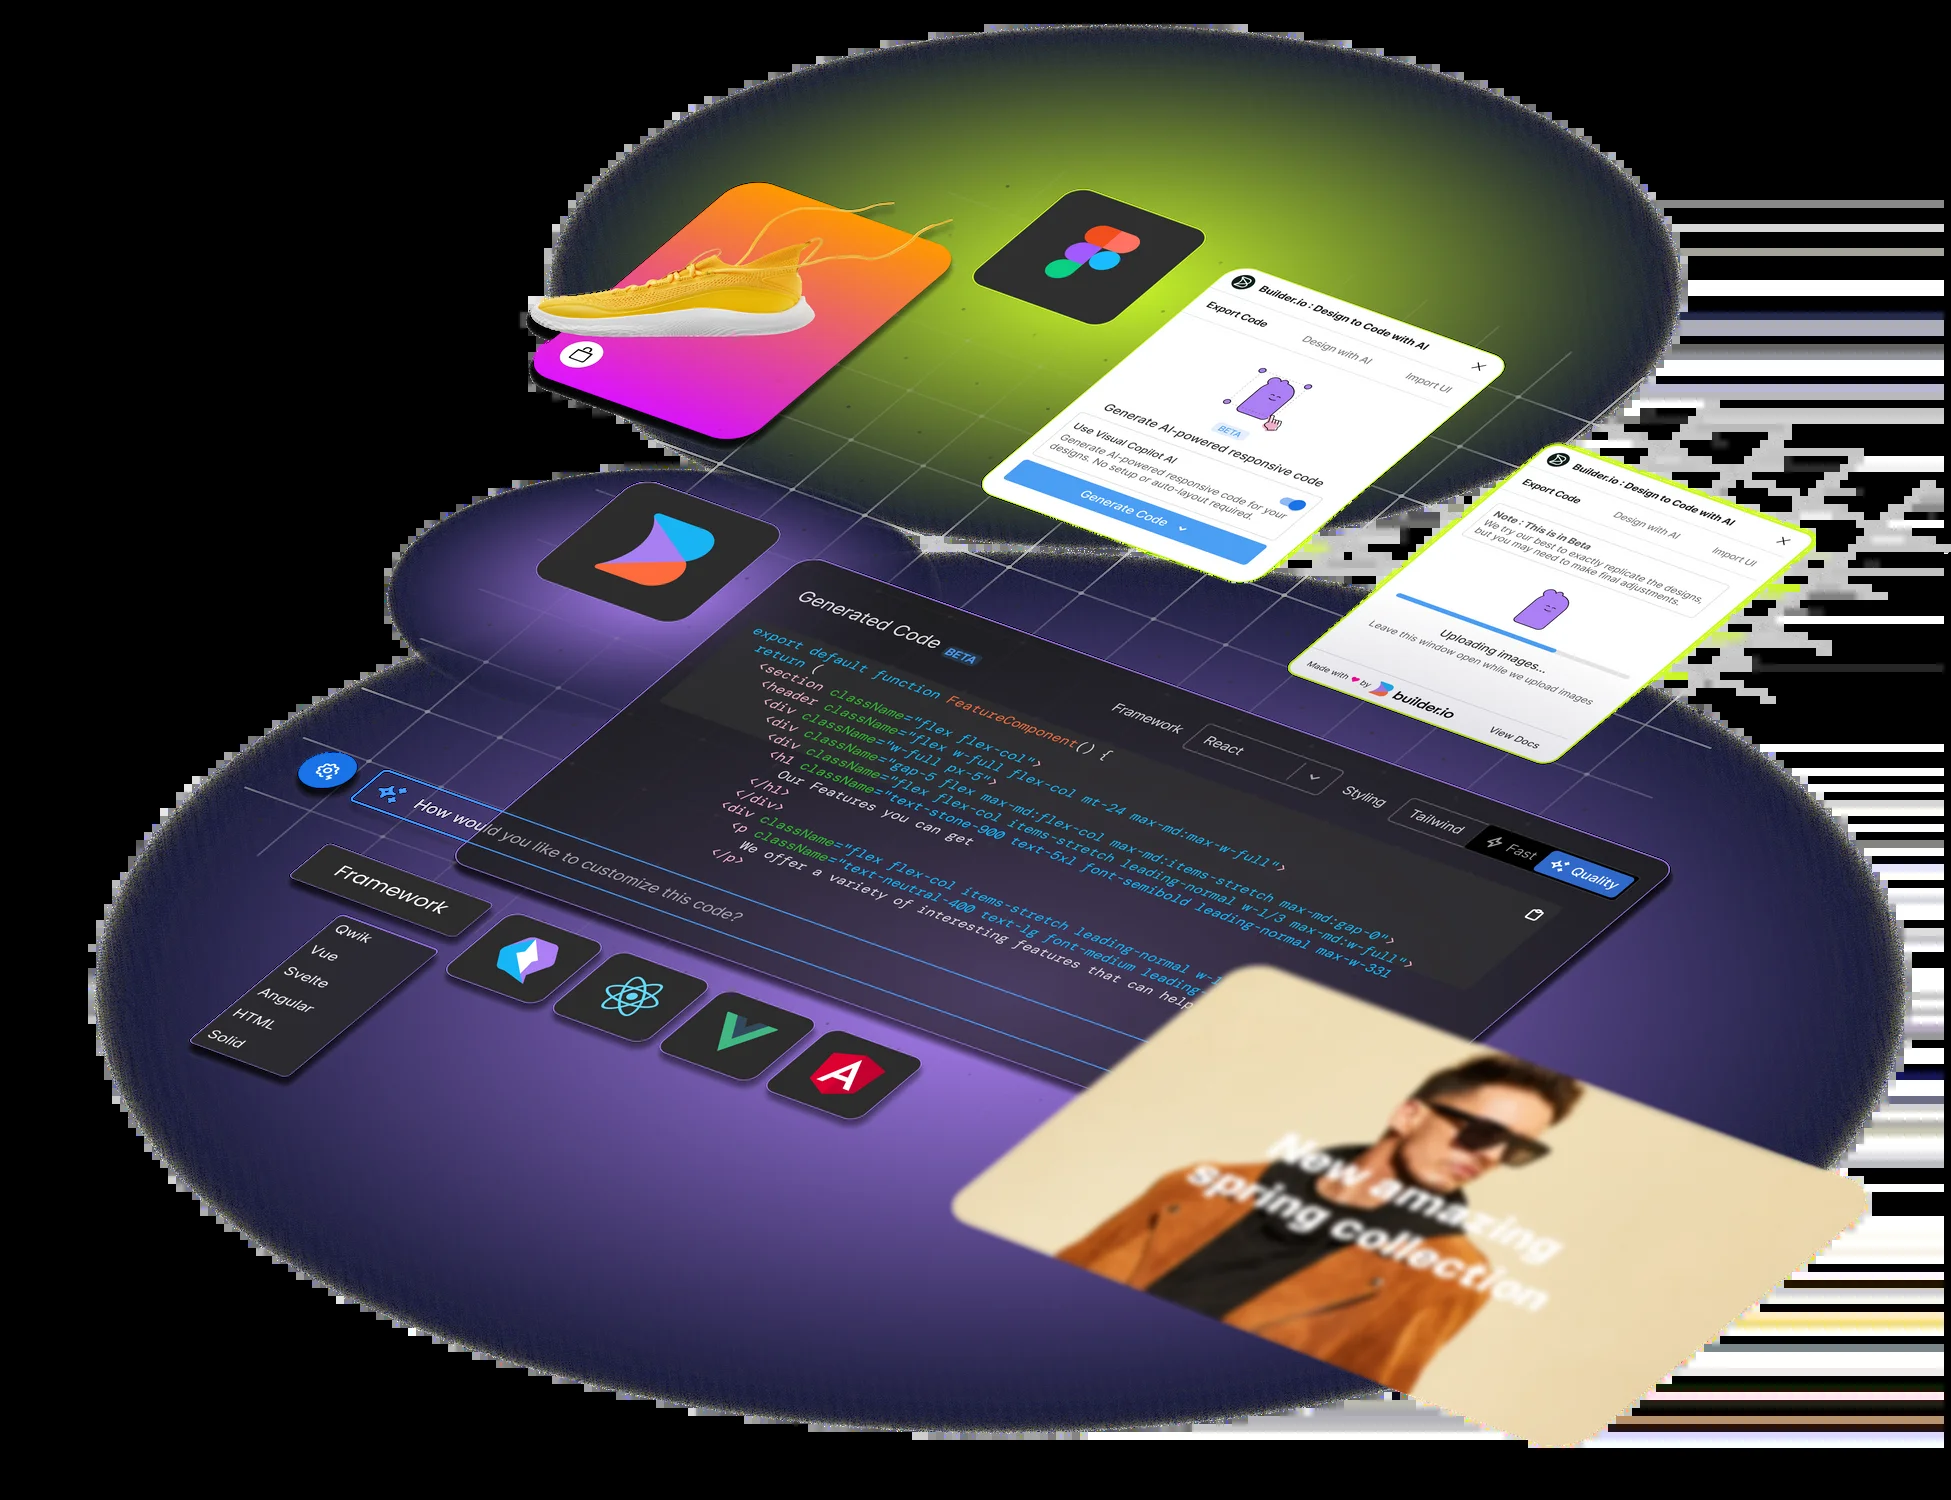 Builder.io : Design to Code with AI
Export Code
Design with AI
Import UI
Generate AI-powered responsive code
BETA
Use Visual Copilot AI
Generate AI-powered responsive code for your
designs. No setup or auto-layout required.
Generate Code
Builder.io : Design to Code with AI
Export Code
Design with AI
Import UI
Note : This is in Beta
We try our best to exactly replicate the designs,
but you may need to make final adjustments.
Uploading images...
Leave this window open while we upload images
Made with ❤ by builder.io
View Docs
Generated Code BETA
Framework
React
Styling
Tailwind
Fast
Quality
export default function FeatureComponent() {
return (
<section className="flex flex-col">
<header className="flex w-full flex-col mt-24 max-md:max-w-full">
<div className="w-full px-5">
<div className="gap-5 flex max-md:flex-col max-md:items-stretch max-md:gap-0">
<div className="flex flex-col items-stretch leading-normal w-1/3 max-md:w-full">
<h1 className="text-stone-900 text-5xl font-semibold leading-normal max-w-331
Our Features you can get
</h1>
</div>
<div className="flex flex-col items-stretch leading-normal w-1
<p className="text-neutral-400 text-lg font-medium leading-
We offer a variety of interesting features that can help
</p>
How would you like to customize this code?
Framework
Qwik
Vue
Svelte
Angular
HTML
Solid
New amazing
spring collection